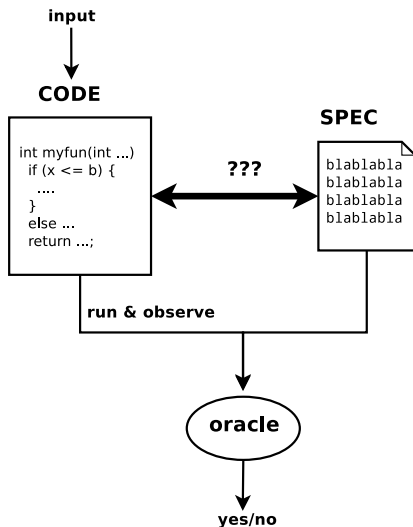 input
CODE
SPEC
int myfun(int ...)
if (x <= b) {
....
}
else ...
return ...;
???
blablabla
blablabla
blablabla
blablabla
run & observe
oracle
yes/no